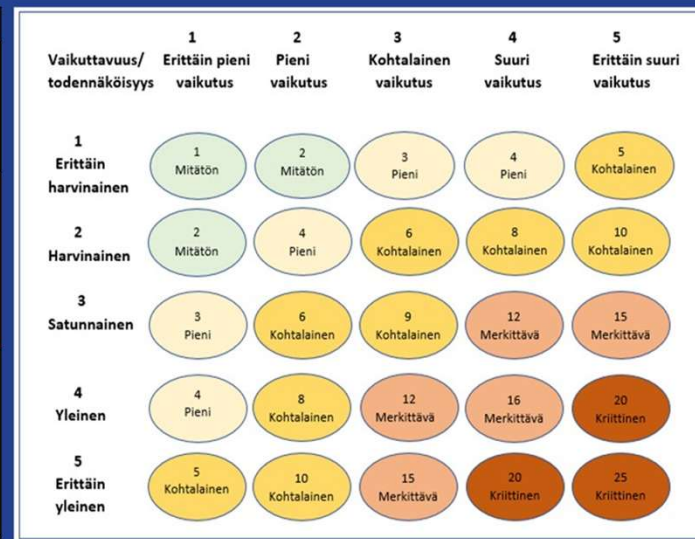 1
2
3
4
5
Vaikuttavuus/
todennäköisyys
Erittäin pieni
vaikutus
Pieni
vaikutus
Kohtalainen
vaikutus
Suuri
vaikutus
Erittäin suuri
vaikutus
1
Erittäin
harvinainen
1
Mitätön
2
Mitätön
3
Pieni
4
Pieni
5
Kohtalainen
2
Harvinainen
2
Mitätön
4
Pieni
6
Kohtalainen
8
Kohtalainen
10
Kohtalainen
3
Satunnainen
3
Pieni
6
Kohtalainen
9
Kohtalainen
12
Merkittävä
15
Merkittävä
4
Yleinen
4
Pieni
8
Kohtalainen
12
Merkittävä
16
Merkittävä
20
Kriittinen
5
Erittäin
yleinen
5
Kohtalainen
10
Kohtalainen
15
Merkittävä
20
Kriittinen
25
Kriittinen